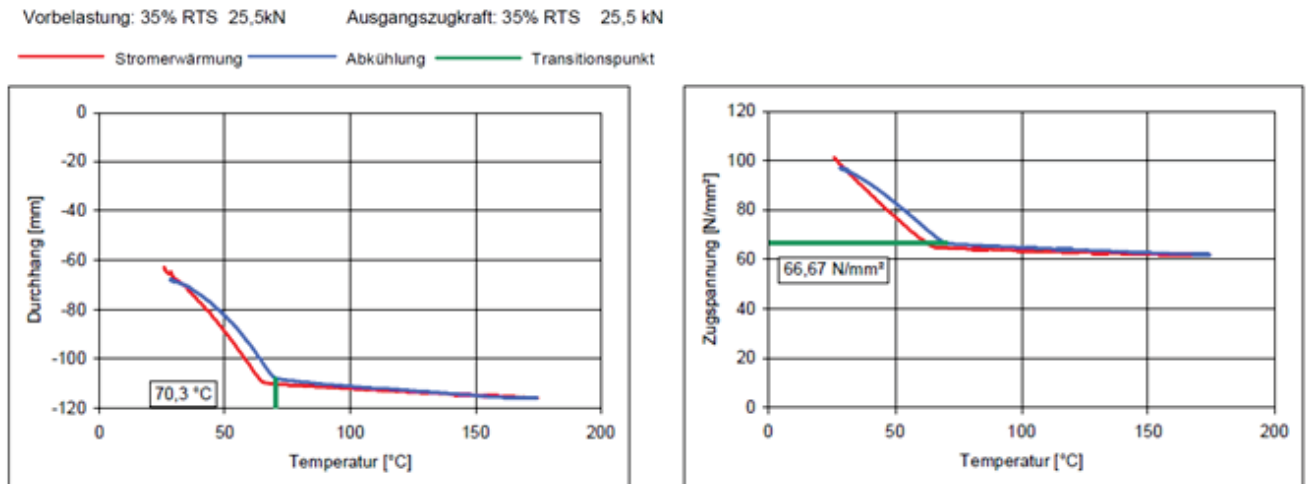 Vorbelastung: 35% RTS 25,5kN Ausgangszugkraft: 35% RTS 25,5 kN
Stromerwärmung Abkühlung Transitionspunkt
0
-20
-40
-60
-80
-100
-120
Durchhang [mm]
70,3 °C
0 50 100 150 200
Temperatur [°C]
120
100
80
60
40
20
0
Zugspannung [N/mm²]
66,67 N/mm²
0 50 100 150 200
Temperatur [°C]